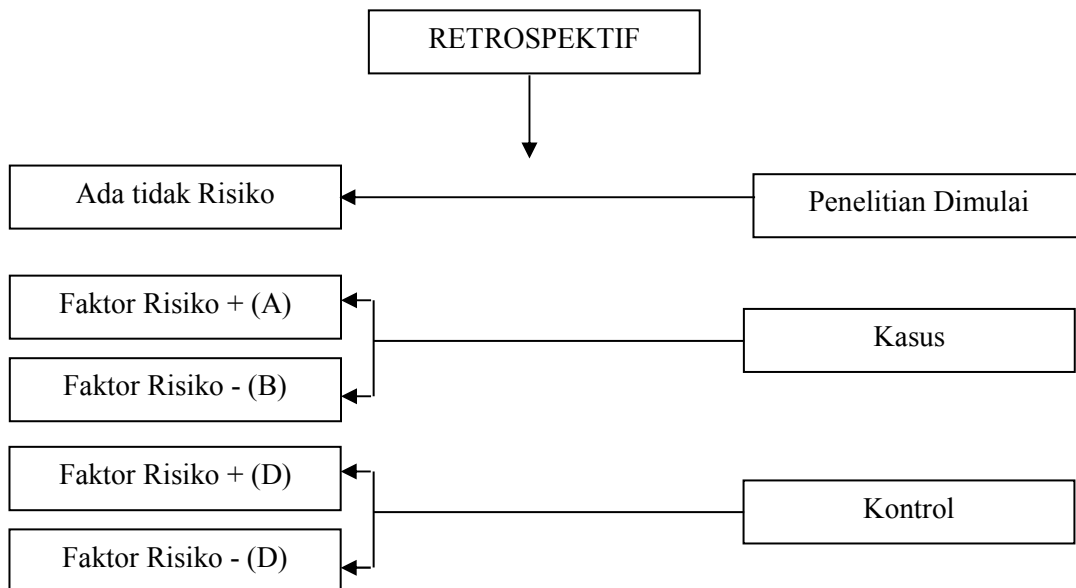 RETROSPEKTIF
Ada tidak Risiko
Penelitian Dimulai
Faktor Risiko + (A)
Kasus
Faktor Risiko - (B)
Faktor Risiko + (D)
Kontrol
Faktor Risiko - (D)